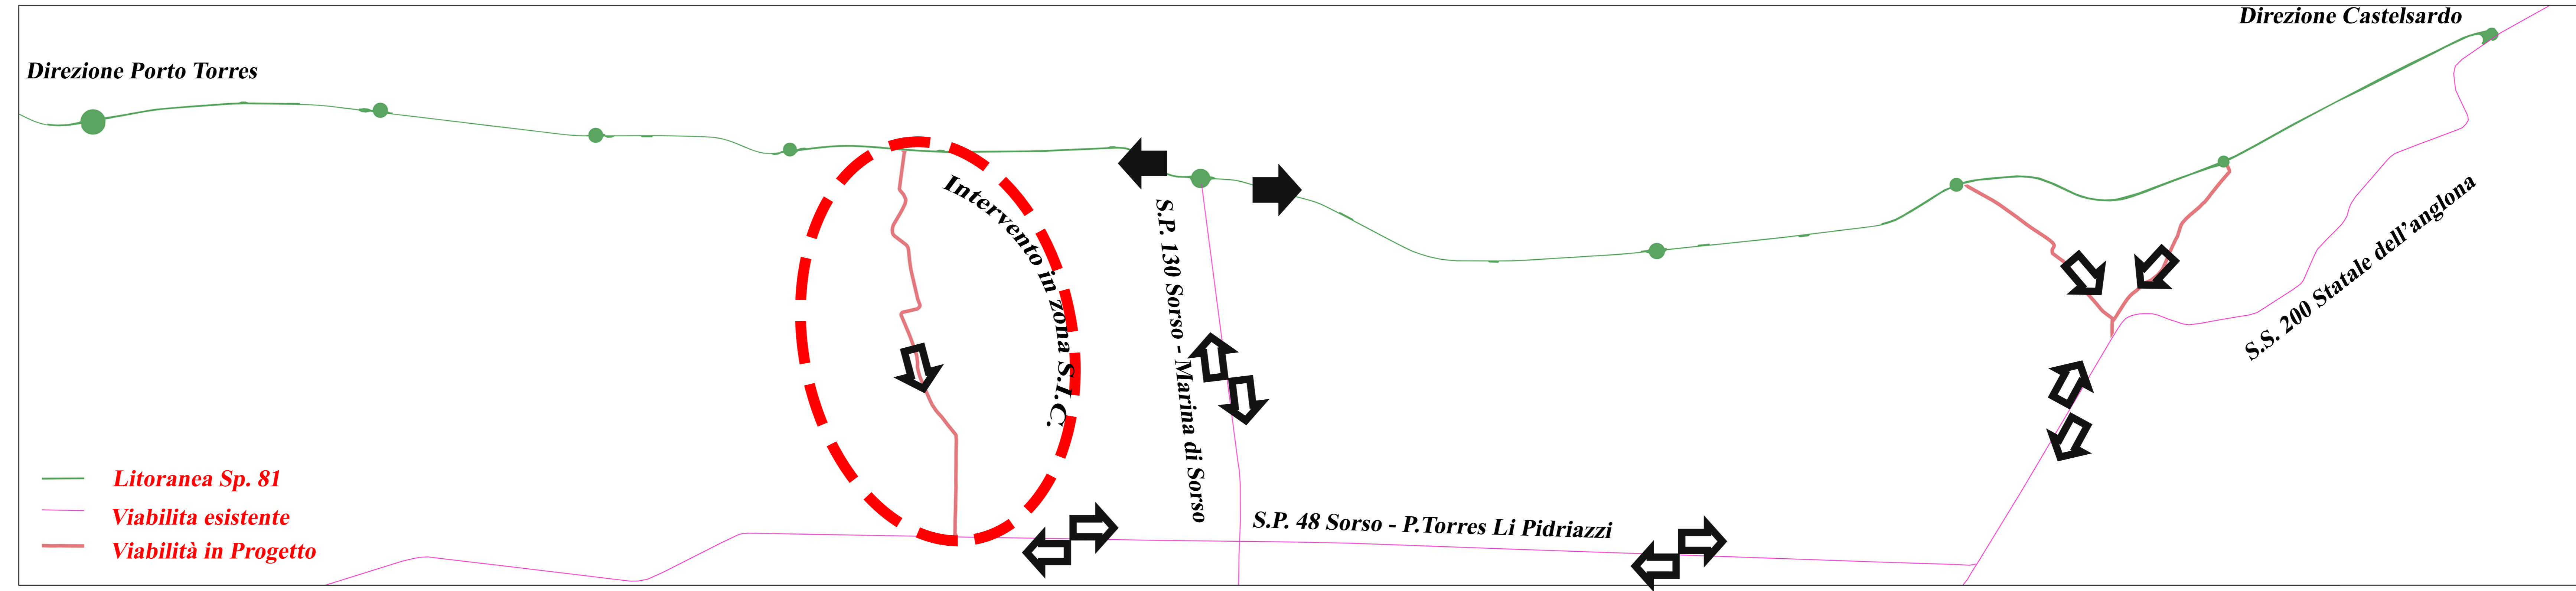 Direzione Castelsardo
Direzione Porto Torres
Intervento in zona S.I.C.
S.P. 130 Sorso - Marina di Sorso
S.S. 200 Statale dell'anglona
S.P. 48 Sorso - P.Torres Li Pidriazzi
Litoranea Sp. 81
Viabilita esistente
Viabilità in Progetto